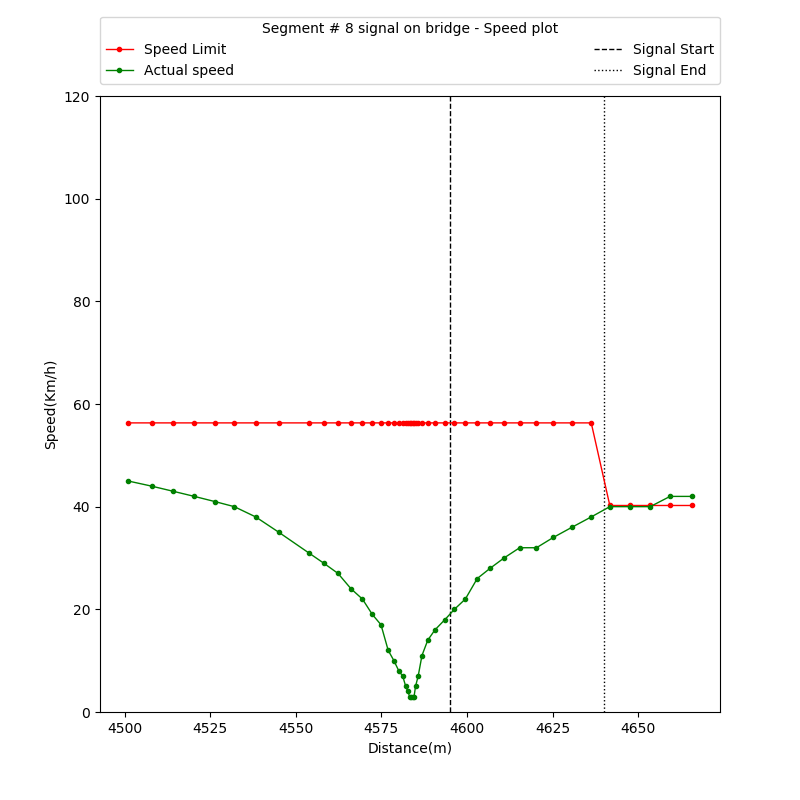 Segment # 8 signal on bridge - Speed plot
Speed Limit
Actual speed
Signal Start
Signal End
120
100
80
60
40
20
0
Speed(Km/h)
4500 4525 4550 4575 4600 4625 4650
Distance(m)